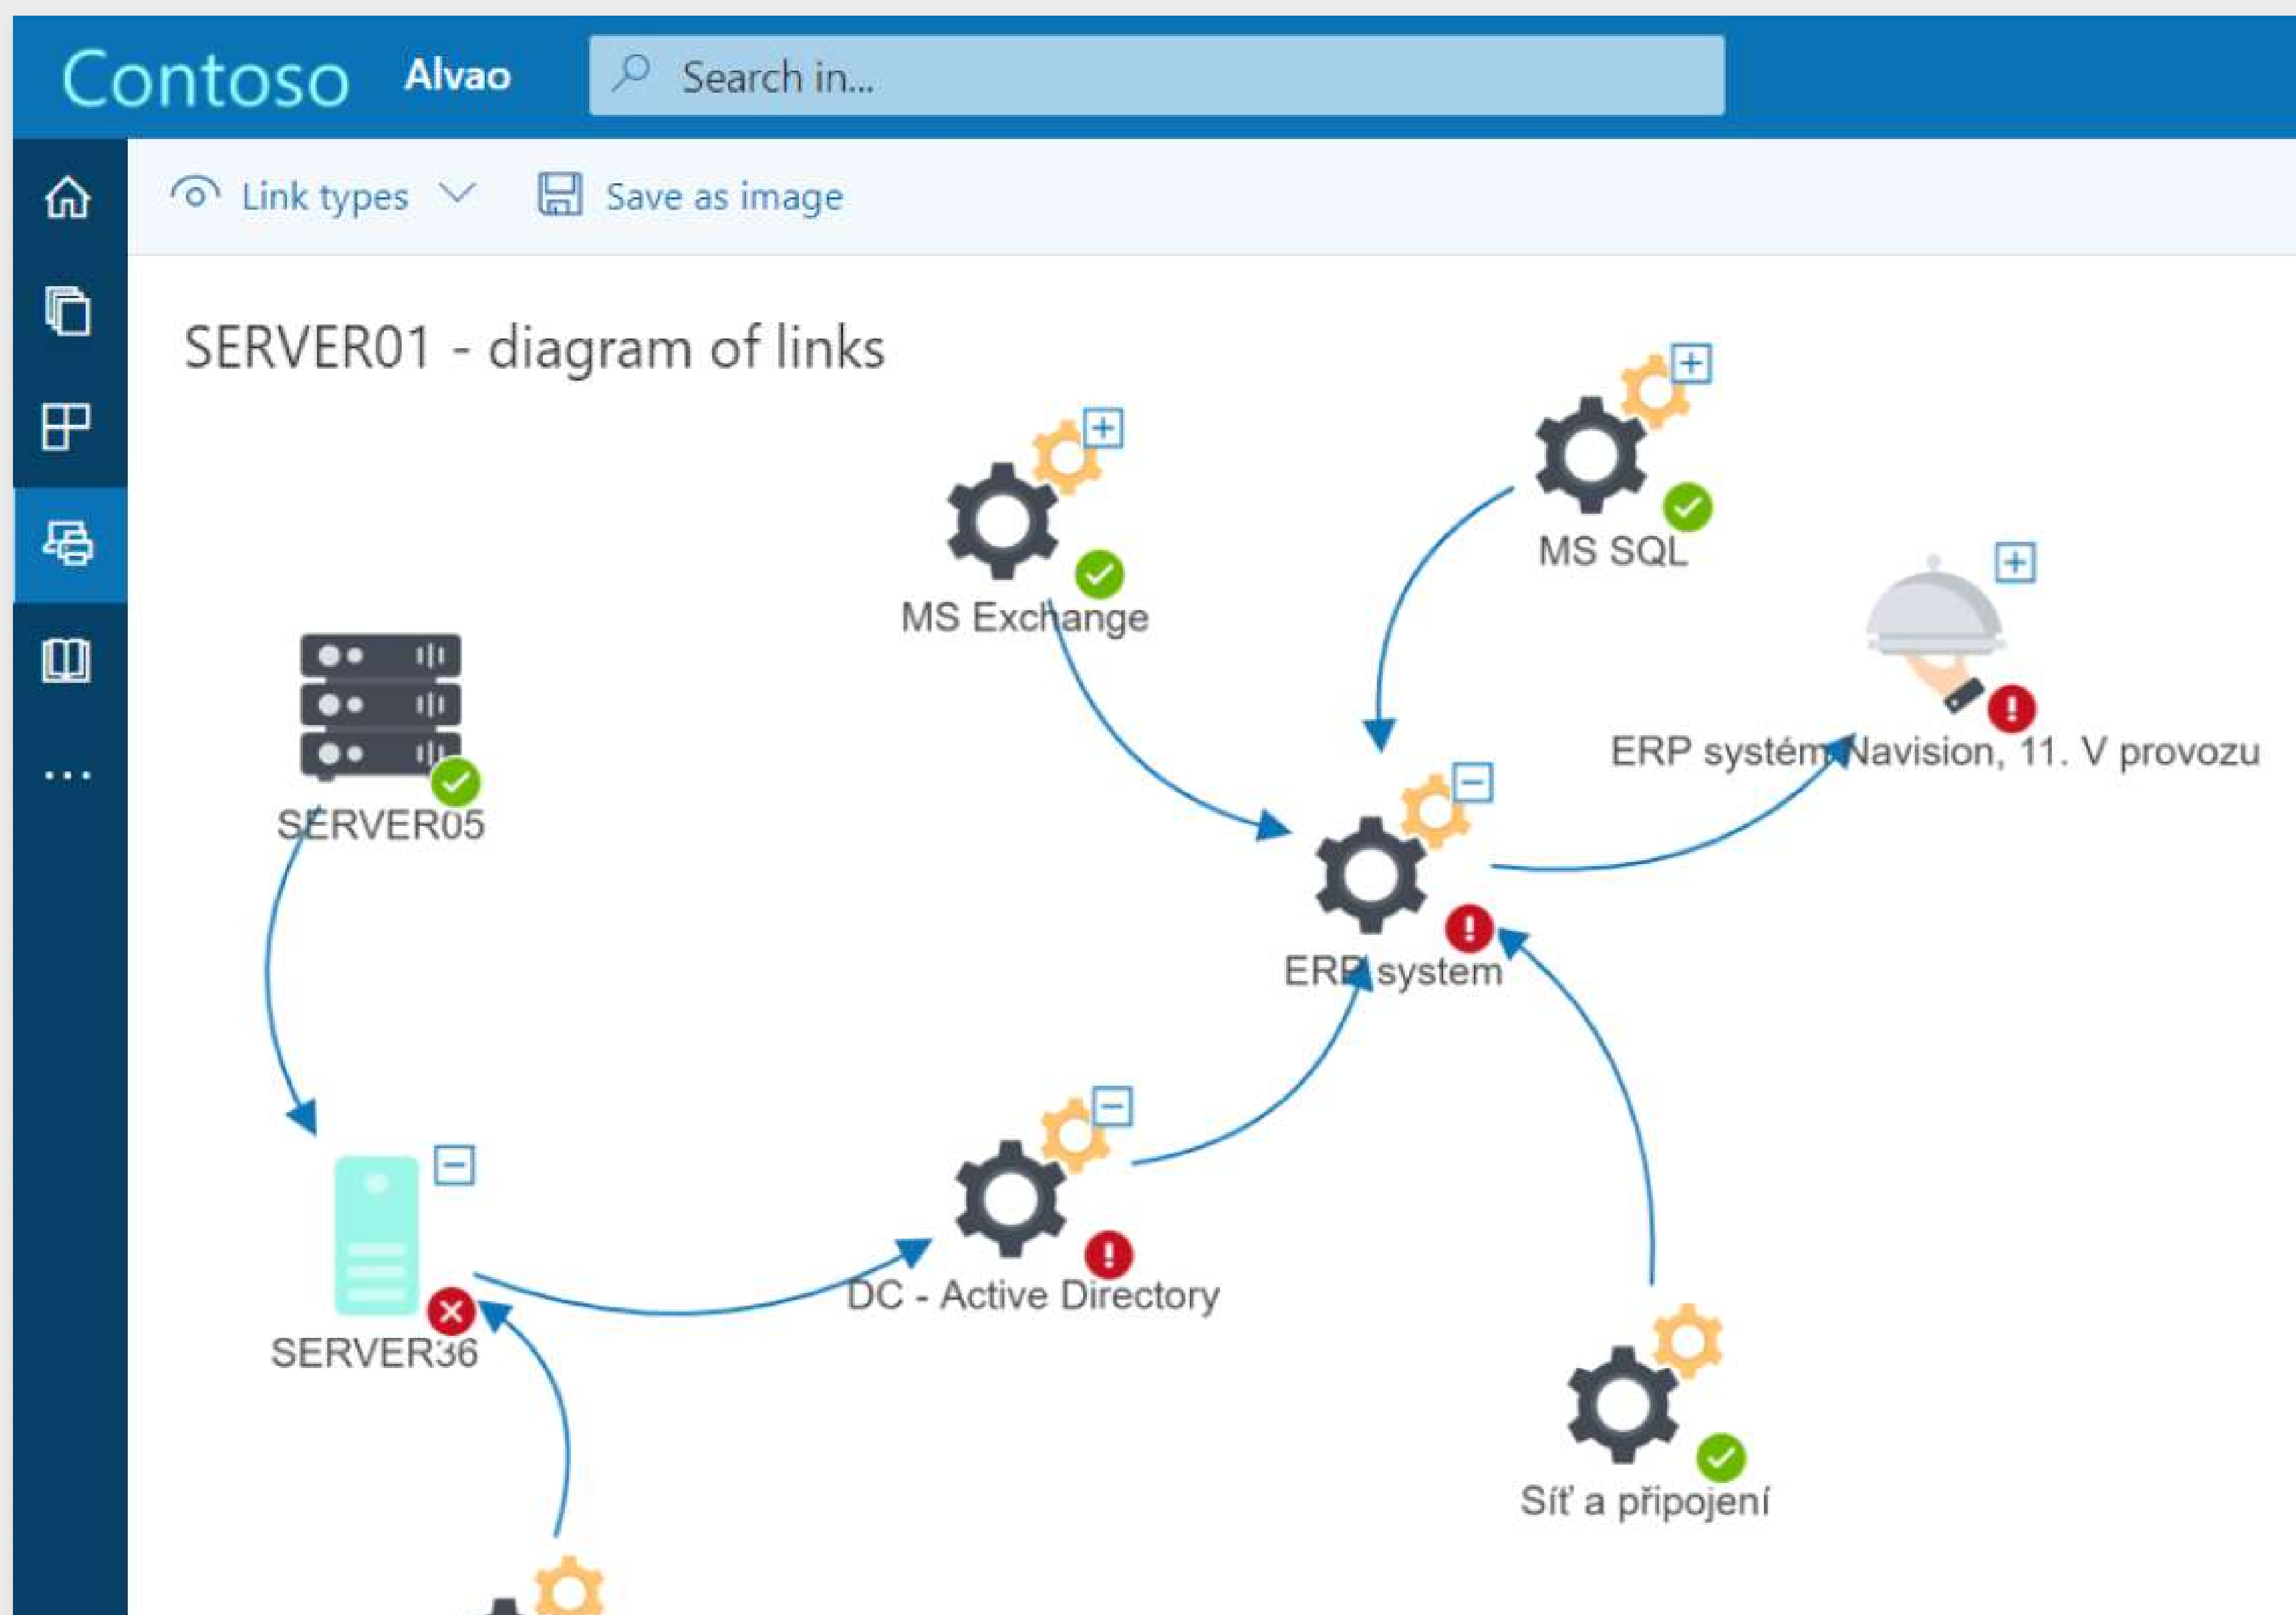 Contoso Alvao Search in...
Link types Save as image
SERVER01 - diagram of links
MS SQL
MS Exchange
ERP systém Navision, 11. V provozu
SERVER05
ERP system
DC - Active Directory
SERVER36
Síť a připojení